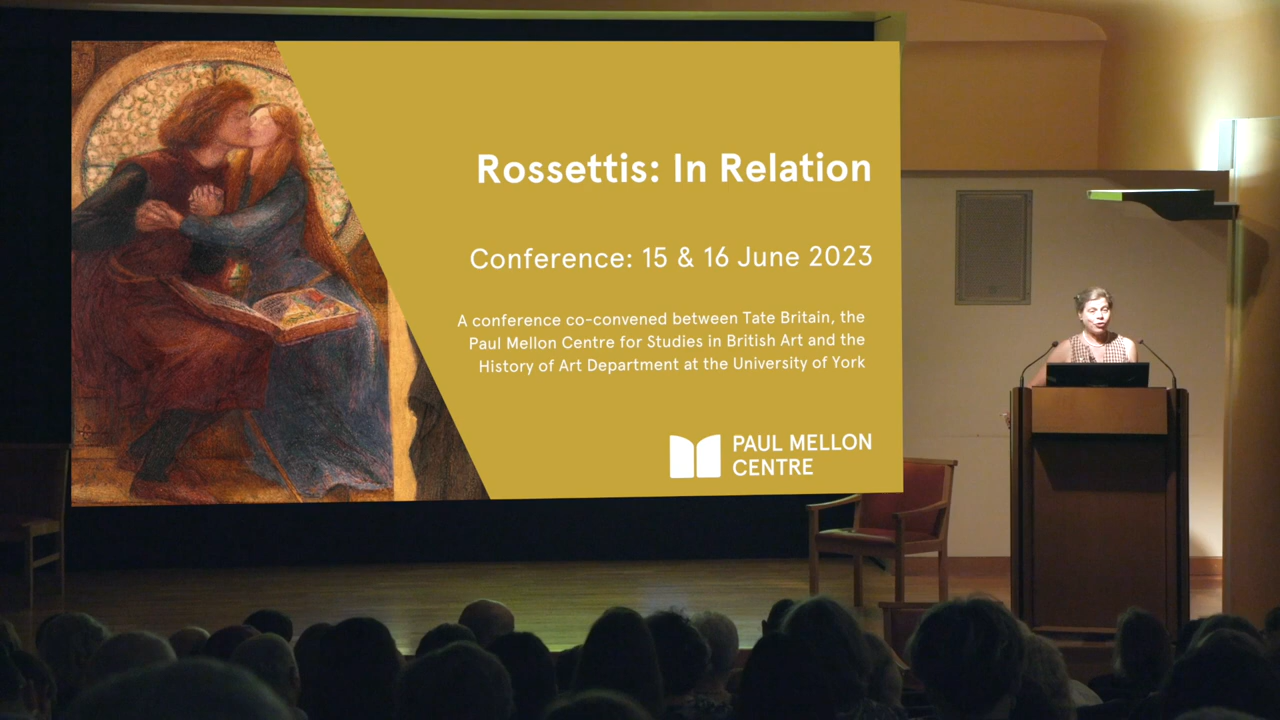 Rossettis: In Relation
Conference: 15 & 16 June 2023
A conference co-convened between Tate Britain, the
Paul Mellon Centre for Studies in British Art and the
History of Art Department at the University of York
PAUL MELLON
CENTRE